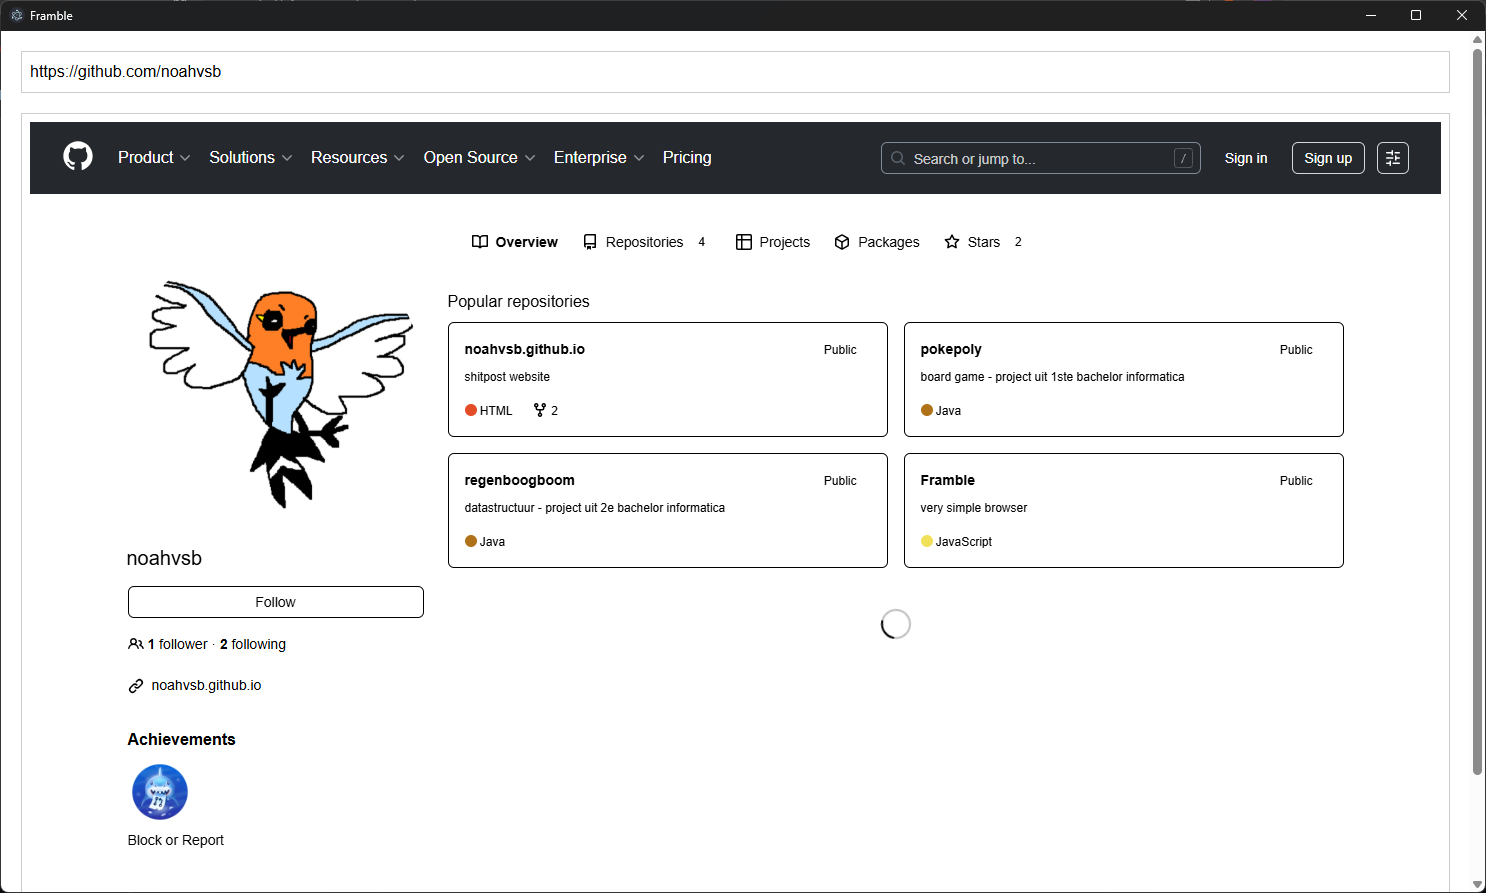 Framble
https://github.com/noahvsb
Product Solutions Resources Open Source Enterprise Pricing Search or jump to... / Sign in Sign up
Overview Repositories 4 Projects Packages Stars 2
Popular repositories
noahvsb.github.io Public
shitpost website
HTML 2
pokepoly Public
board game - project uit 1ste bachelor informatica
Java
regenboogboom Public
datastructuur - project uit 2e bachelor informatica
Java
Framble Public
very simple browser
JavaScript
noahvsb
Follow
1 follower · 2 following
noahvsb.github.io
Achievements
Block or Report